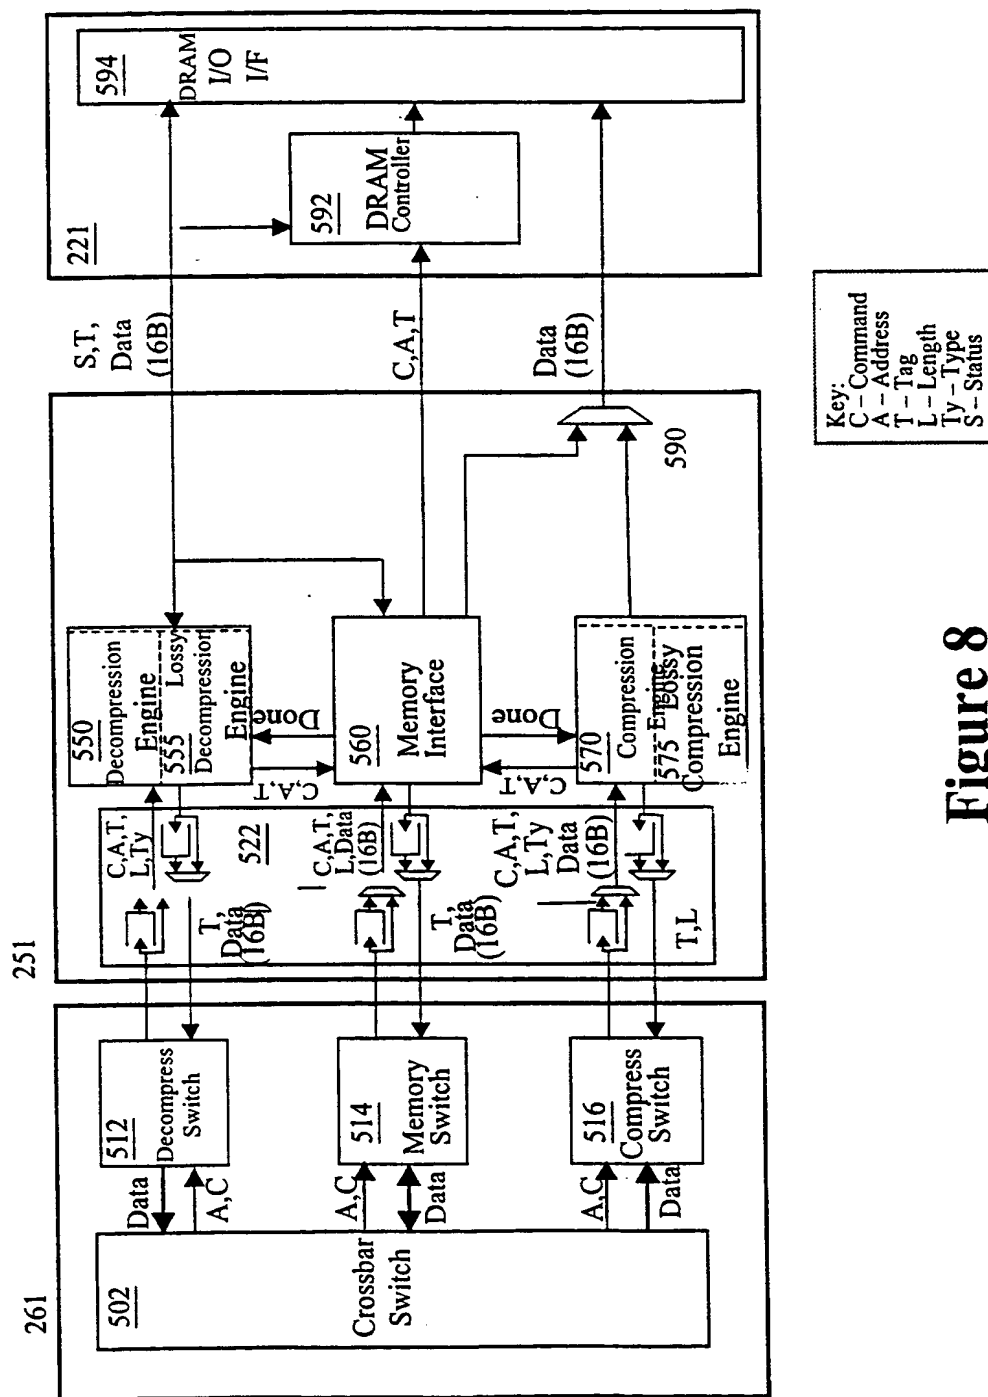 261
502
Crossbar
Switch
Data
A,C
A,C
Data
A,C
Data
512
Decompress
Switch
514
Memory
Switch
516
Compress
Switch
251
522
C,A,T,
L,Ty
T,
Data
(16B)
C,A,T,
L,Data
(16B)
T,
Data
(16B)
C,A,T,
L,Ty
Data
(16B)
T,L
550
Decompression
Engine
555
Lossy
Decompression
Engine
C,A,T
Done
560
Memory
Interface
C,A,T
Done
570
Compression
Engine
575
Lossy
Compression
Engine
590
S,T,
Data
(16B)
C,A,T
Data
(16B)
221
592
DRAM
Controller
594
DRAM
I/O
I/F
Key:
C – Command
A – Address
T – Tag
L – Length
Ty – Type
S – Status
Figure 8